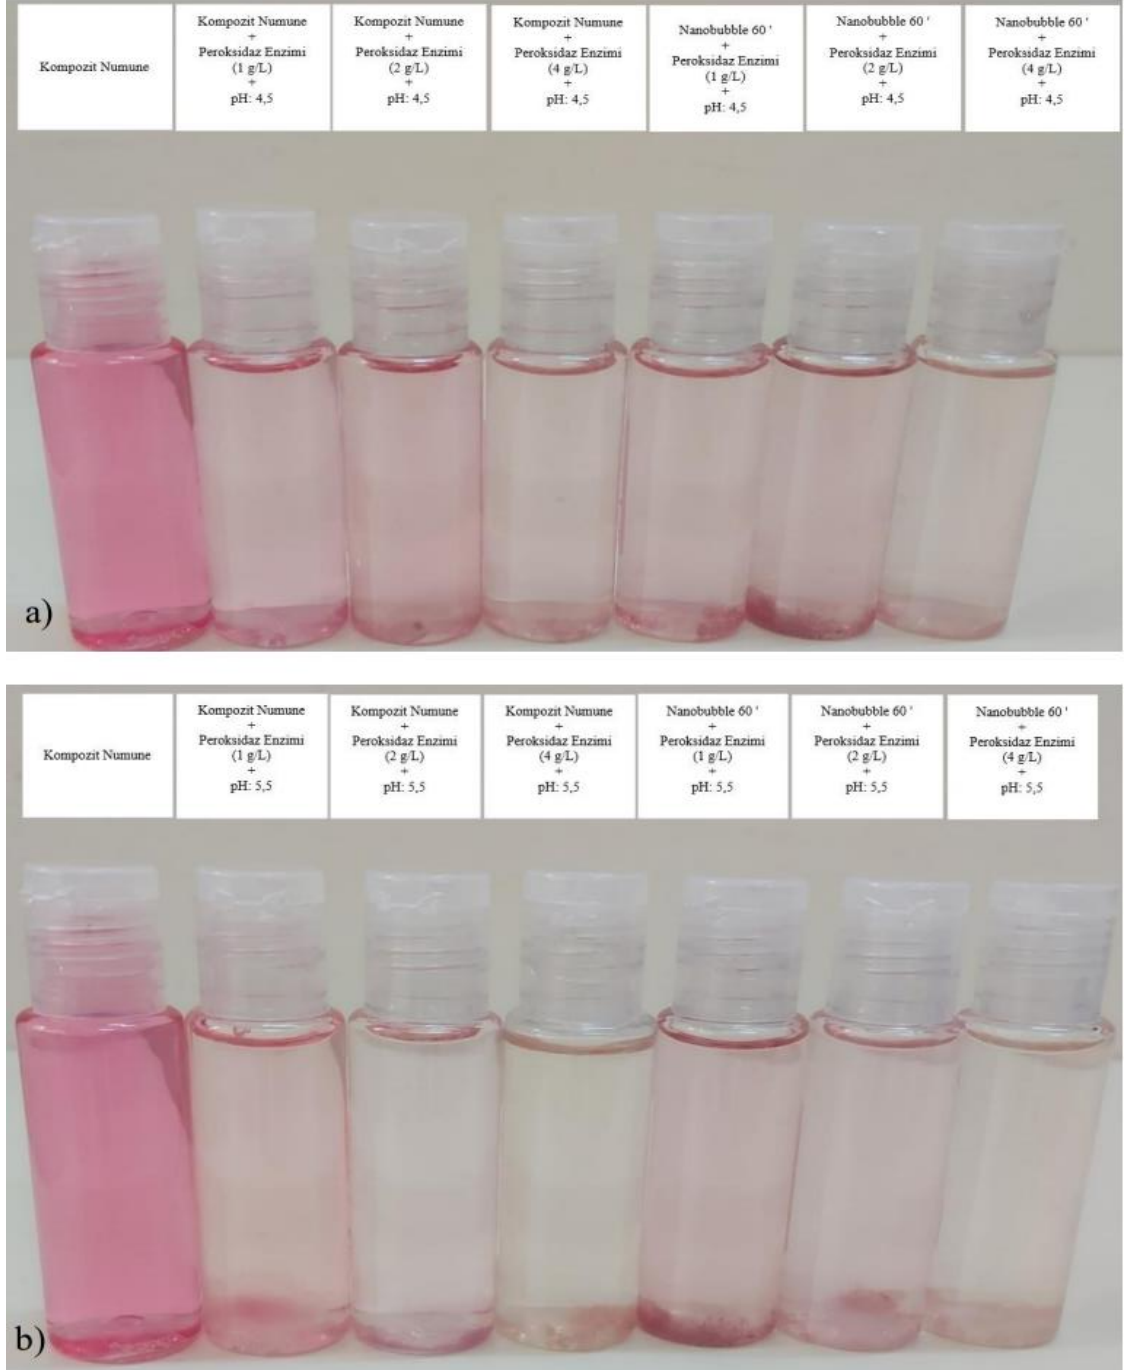 Kompozit Numune
Kompozit Numune
+
Peroksidaz Enzimi
(1 g/L)
+
pH: 4,5
Kompozit Numune
+
Peroksidaz Enzimi
(2 g/L)
+
pH: 4,5
Kompozit Numune
+
Peroksidaz Enzimi
(4 g/L)
+
pH: 4,5
Nanobubble 60 '
+
Peroksidaz Enzimi
(1 g/L)
+
pH: 4,5
Nanobubble 60 '
+
Peroksidaz Enzimi
(2 g/L)
+
pH: 4,5
Nanobubble 60 '
+
Peroksidaz Enzimi
(4 g/L)
+
pH: 4,5
a)
Kompozit Numune
Kompozit Numune
+
Peroksidaz Enzimi
(1 g/L)
+
pH: 5,5
Kompozit Numune
+
Peroksidaz Enzimi
(2 g/L)
+
pH: 5,5
Kompozit Numune
+
Peroksidaz Enzimi
(4 g/L)
+
pH: 5,5
Nanobubble 60 '
+
Peroksidaz Enzimi
(1 g/L)
+
pH: 5,5
Nanobubble 60 '
+
Peroksidaz Enzimi
(2 g/L)
+
pH: 5,5
Nanobubble 60 '
+
Peroksidaz Enzimi
(4 g/L)
+
pH: 5,5
b)